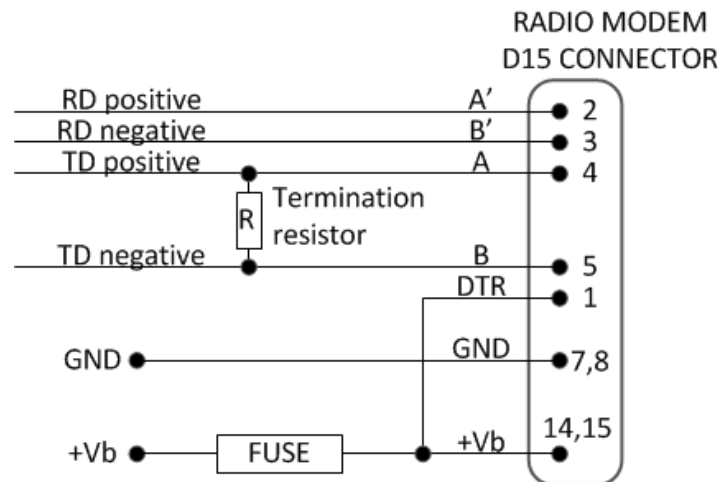 RADIO MODEM
D15 CONNECTOR
RD positive A’ 2
RD negative B’ 3
TD positive A 4
R Termination
resistor
TD negative B 5
DTR 1
GND GND 7,8
+Vb FUSE +Vb 14,15